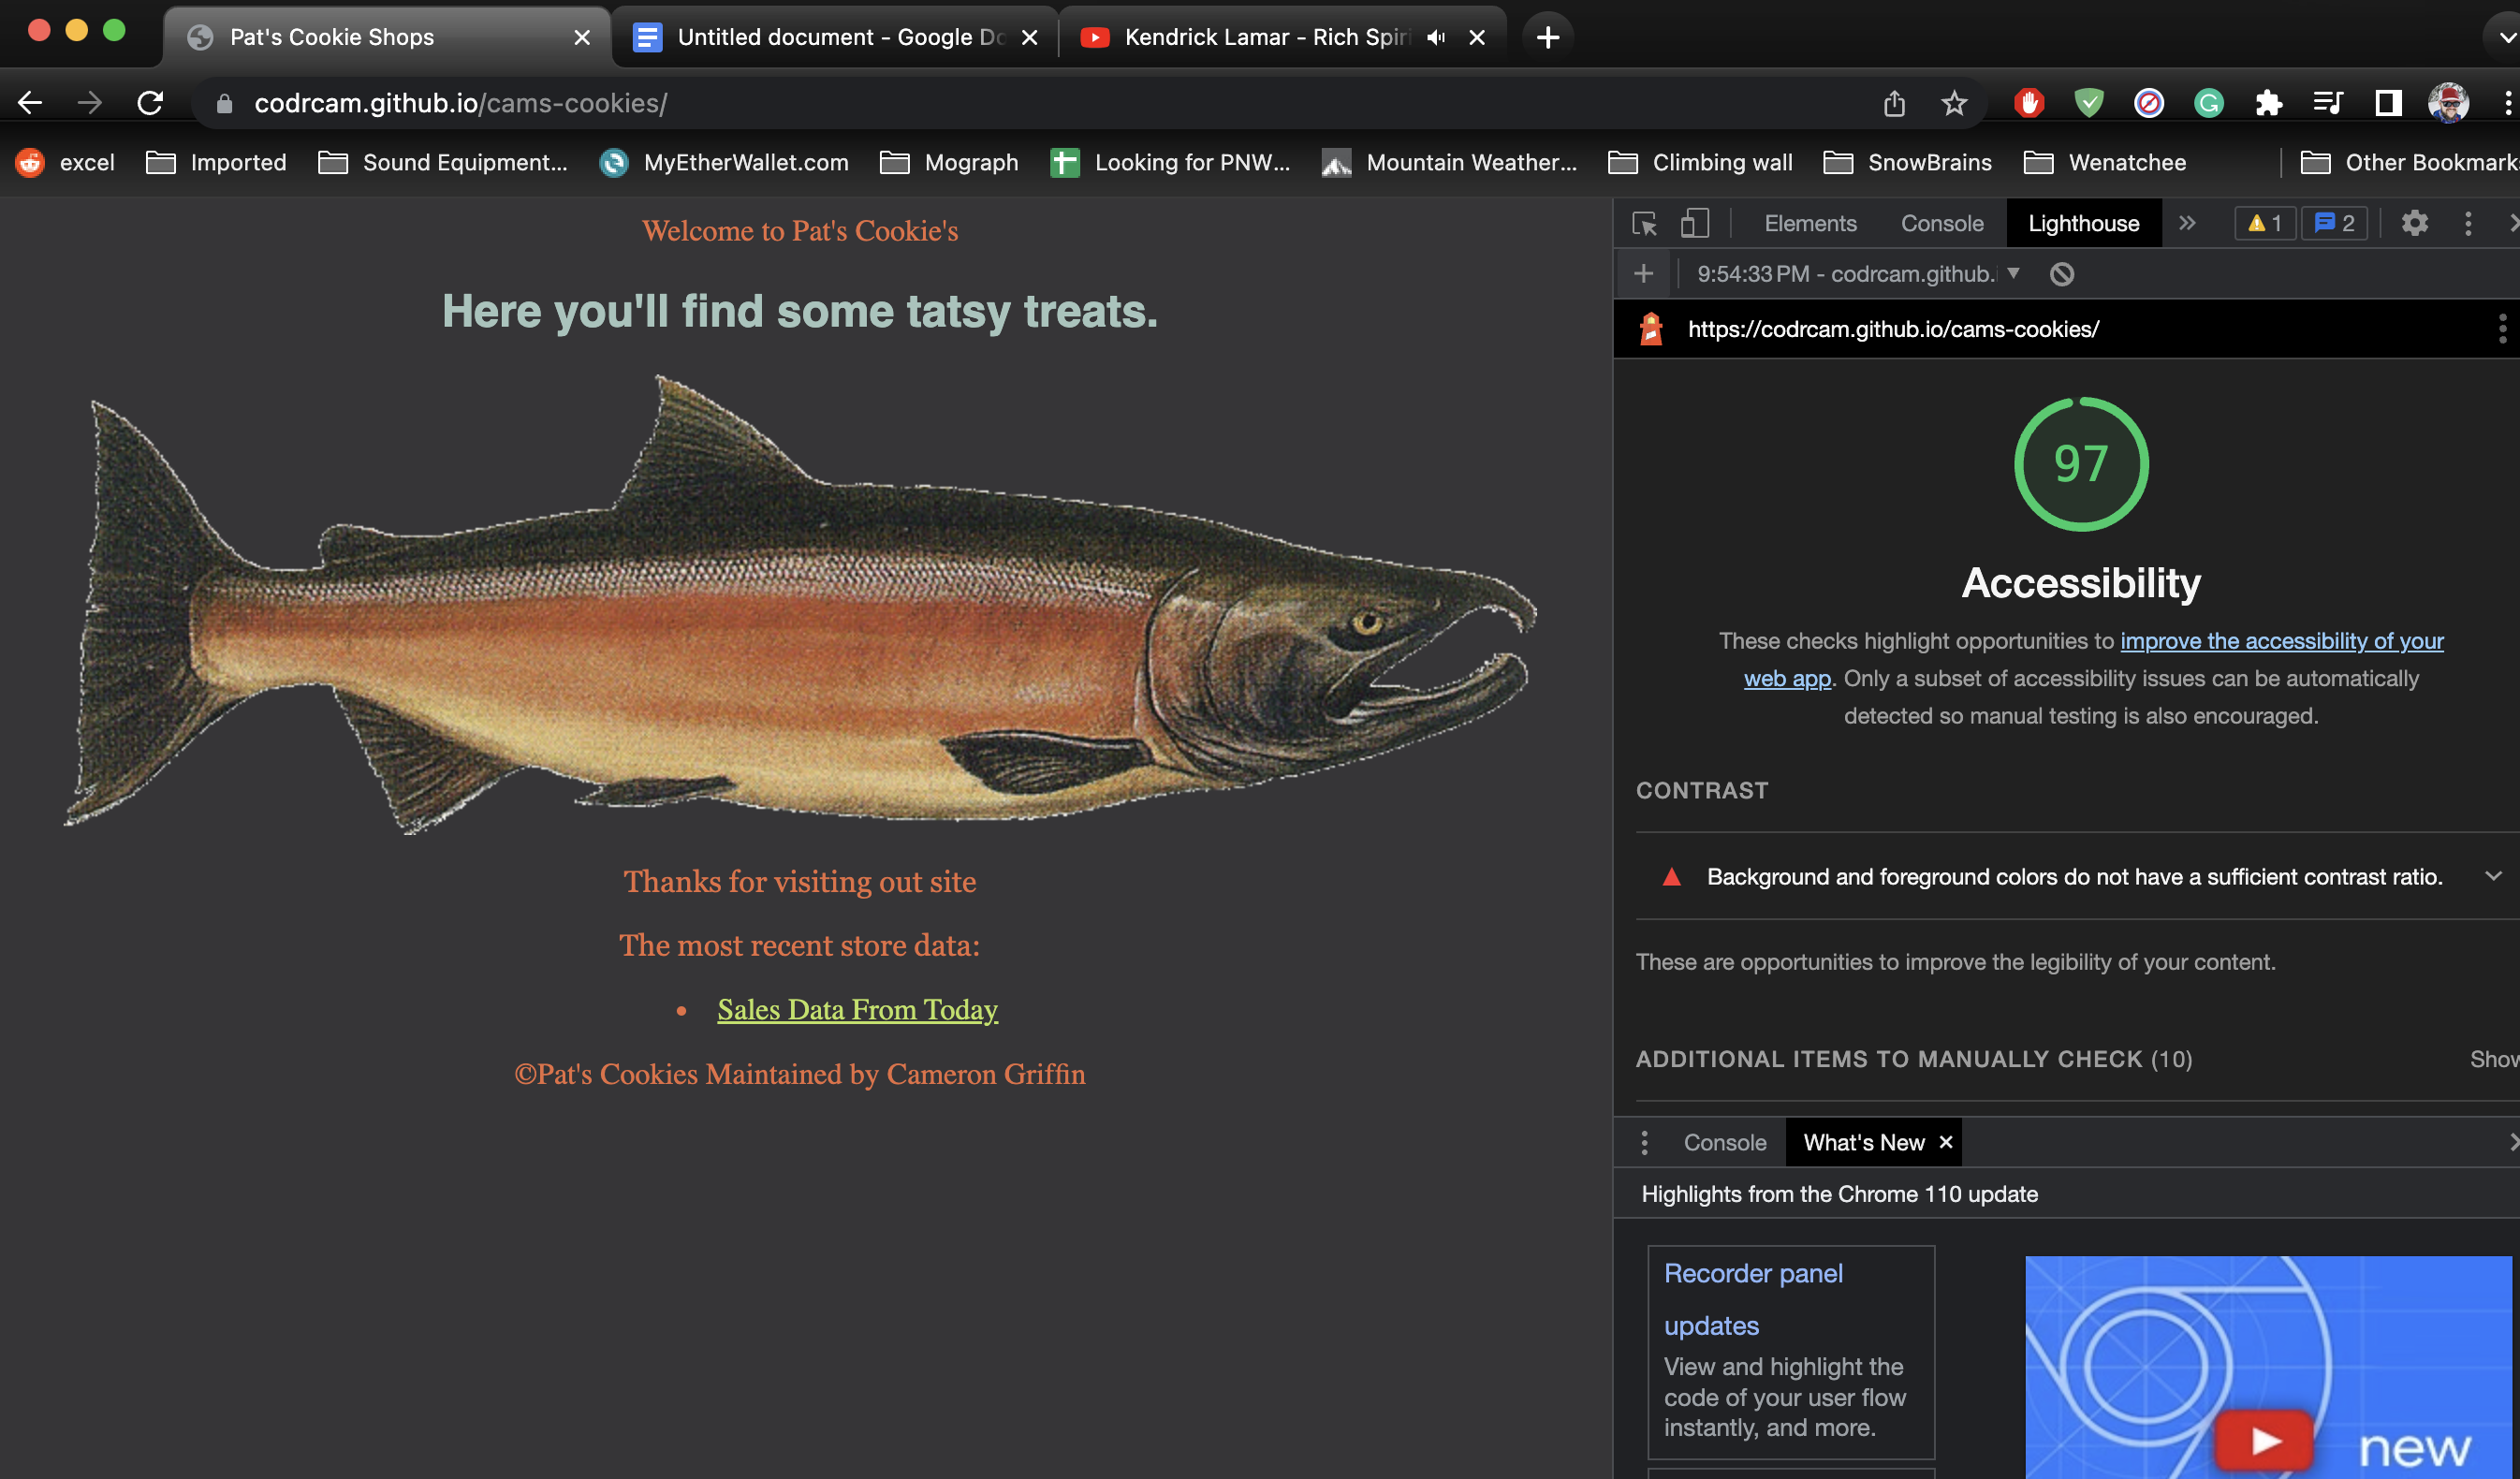 Pat's Cookie Shops
Untitled document - Google Do
Kendrick Lamar - Rich Spiri
codrcam.github.io/cams-cookies/
excel Imported Sound Equipment... MyEtherWallet.com Mograph Looking for PNW... Mountain Weather... Climbing wall SnowBrains Wenatchee Other Bookmarks
Welcome to Pat's Cookie's
Here you'll find some tatsy treats.
Thanks for visiting out site
The most recent store data:
• Sales Data From Today
©Pat's Cookies Maintained by Cameron Griffin
Elements Console Lighthouse » 1 2
9:54:33 PM - codrcam.github.i
https://codrcam.github.io/cams-cookies/
97
Accessibility
These checks highlight opportunities to improve the accessibility of your
web app. Only a subset of accessibility issues can be automatically
detected so manual testing is also encouraged.
CONTRAST
Background and foreground colors do not have a sufficient contrast ratio.
These are opportunities to improve the legibility of your content.
ADDITIONAL ITEMS TO MANUALLY CHECK (10) Show
Console What's New
Highlights from the Chrome 110 update
Recorder panel
updates
View and highlight the
code of your user flow
instantly, and more.
new